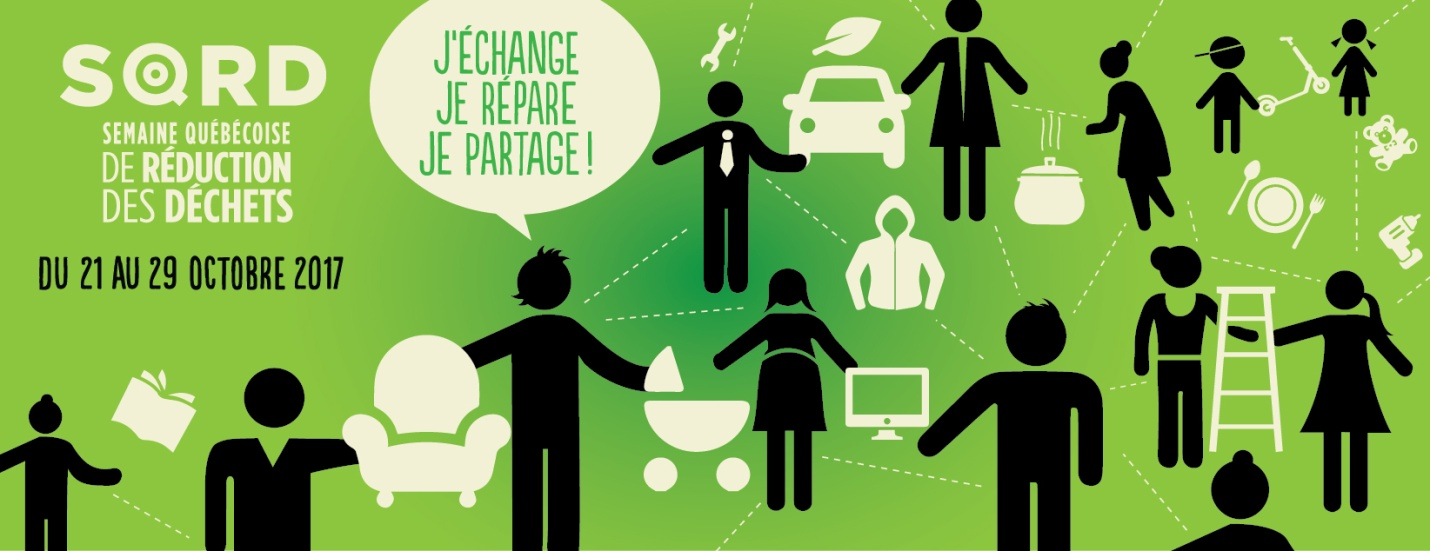 SQRD
SEMAINE QUÉBÉCOISE
DE RÉDUCTION
DES DÉCHETS
DU 21 AU 29 OCTOBRE 2017
J'ÉCHANGE
JE RÉPARE
JE PARTAGE!